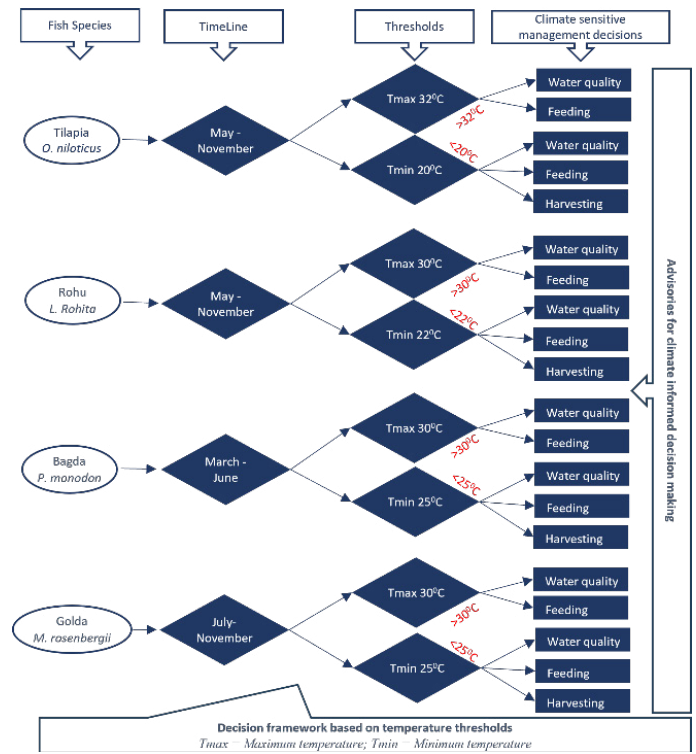 Fish Species
TimeLine
Thresholds
Climate sensitive
management decisions
Tilapia
O. niloticus
May -
November
Tmax 32⁰C
>32⁰C
Water quality
Feeding
Tmin 20⁰C
<20⁰C
Water quality
Feeding
Harvesting
Rohu
L. Rohita
May -
November
Tmax 30⁰C
>30⁰C
Water quality
Feeding
Tmin 22⁰C
<22⁰C
Water quality
Feeding
Harvesting
Bagda
P. monodon
March -
June
Tmax 30⁰C
>30⁰C
Water quality
Feeding
Tmin 25⁰C
<25⁰C
Water quality
Feeding
Harvesting
Golda
M. rosenbergii
July-
November
Tmax 30⁰C
>30⁰C
Water quality
Feeding
Tmin 25⁰C
<25⁰C
Water quality
Feeding
Harvesting
Advisories for climate informed decision making
Decision framework based on temperature thresholds
Tmax = Maximum temperature; Tmin = Minimum temperature